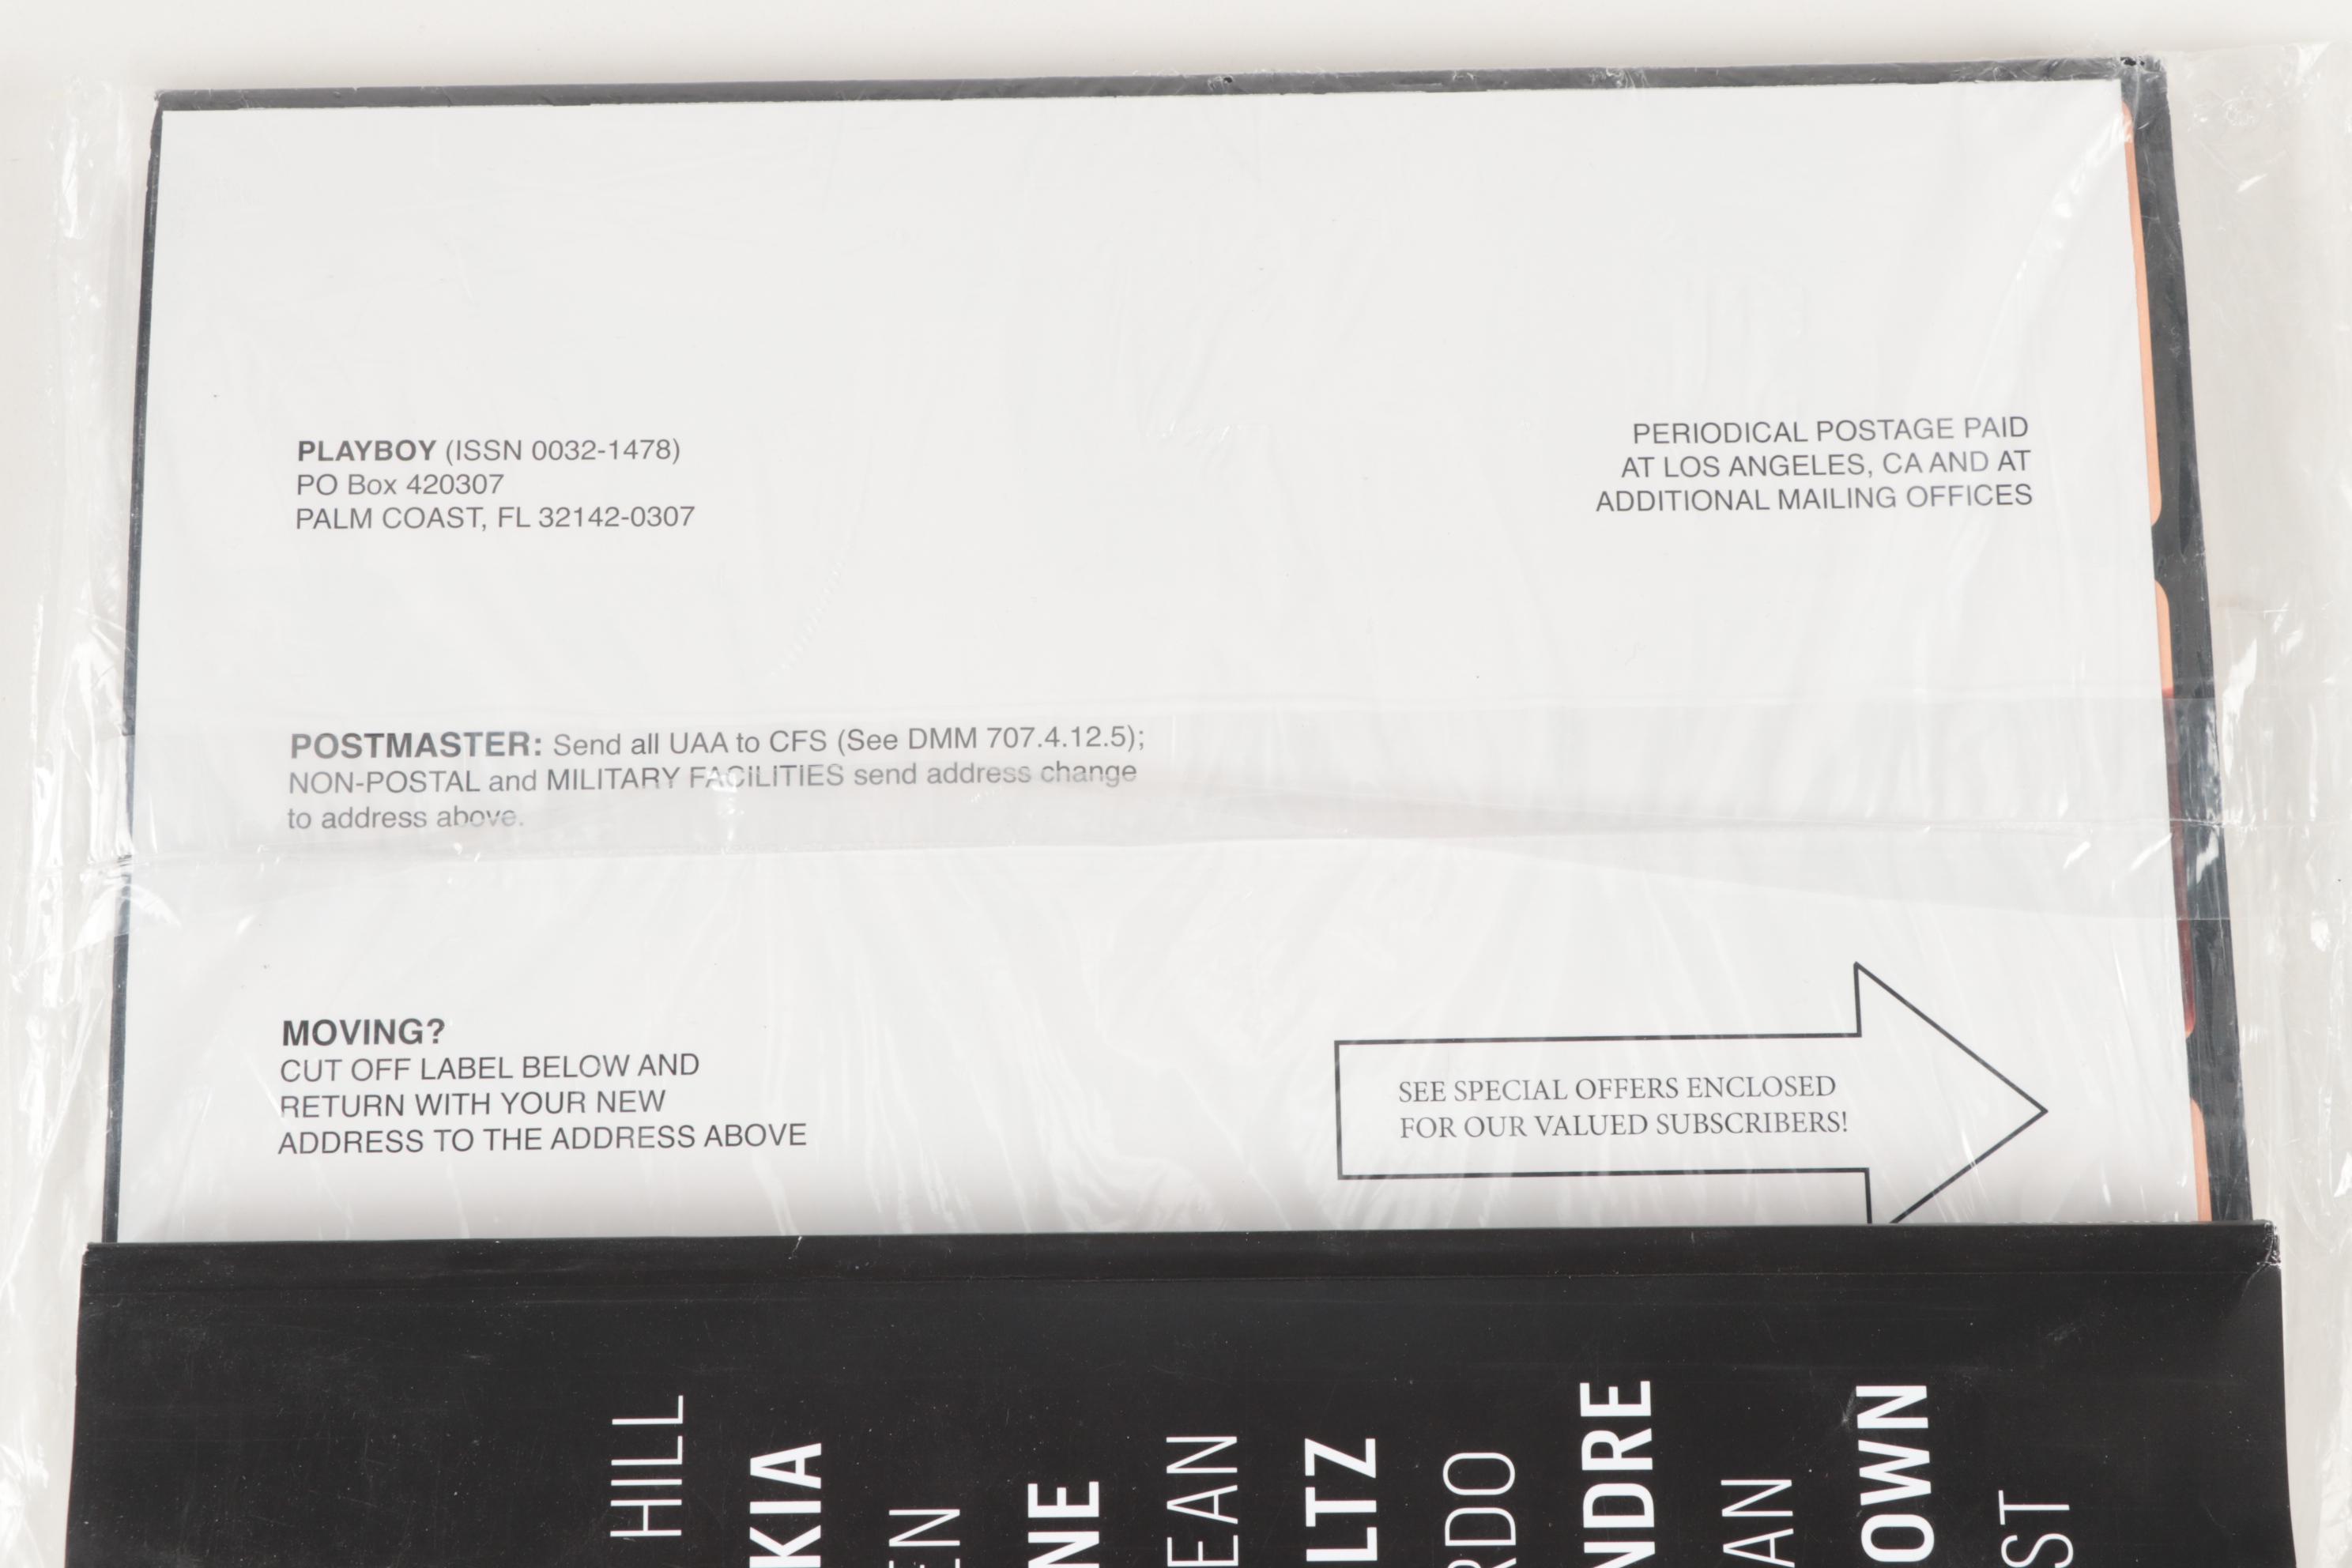 PLAYBOY (ISSN 0032-1478)
PO Box 420307
PALM COAST, FL 32142-0307
PERIODICAL POSTAGE PAID
AT LOS ANGELES, CA AND AT
ADDITIONAL MAILING OFFICES
POSTMASTER: Send all UAA to CFS (See DMM 707.4.12.5);
NON-POSTAL and MILITARY FACILITIES send address change
to address above.
MOVING?
CUT OFF LABEL BELOW AND
RETURN WITH YOUR NEW
ADDRESS TO THE ADDRESS ABOVE
SEE SPECIAL OFFERS ENCLOSED
FOR OUR VALUED SUBSCRIBERS!
HILL
KIA
EN
NE
EAN
LTZ
RDO
NDRE
AN
OWN
ST